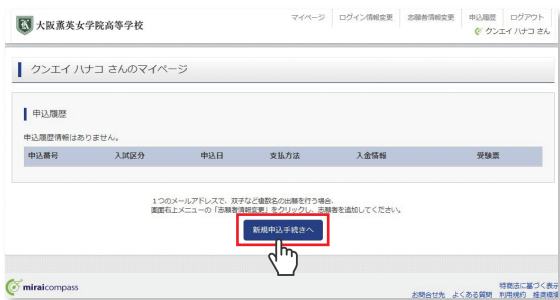 大阪薫英女学院高等学校
マイページ ログイン情報変更 志願者情報変更 申込履歴 ログアウト
クンエイ ハナコ さん
クンエイ ハナコ さんのマイページ
申込履歴
申込履歴情報はありません。
申込番号 入試区分 申込日 支払方法 入金情報 受験票
1つのメールアドレスで、双子など複数名の出願を行う場合、
画面右上メニューの「志願者情報変更」をクリックし、志願者を追加してください。
新規申込手続きへ
miraicompass
特商法に基づく表示
お問合せ先 よくある質問 利用規約 推奨環境